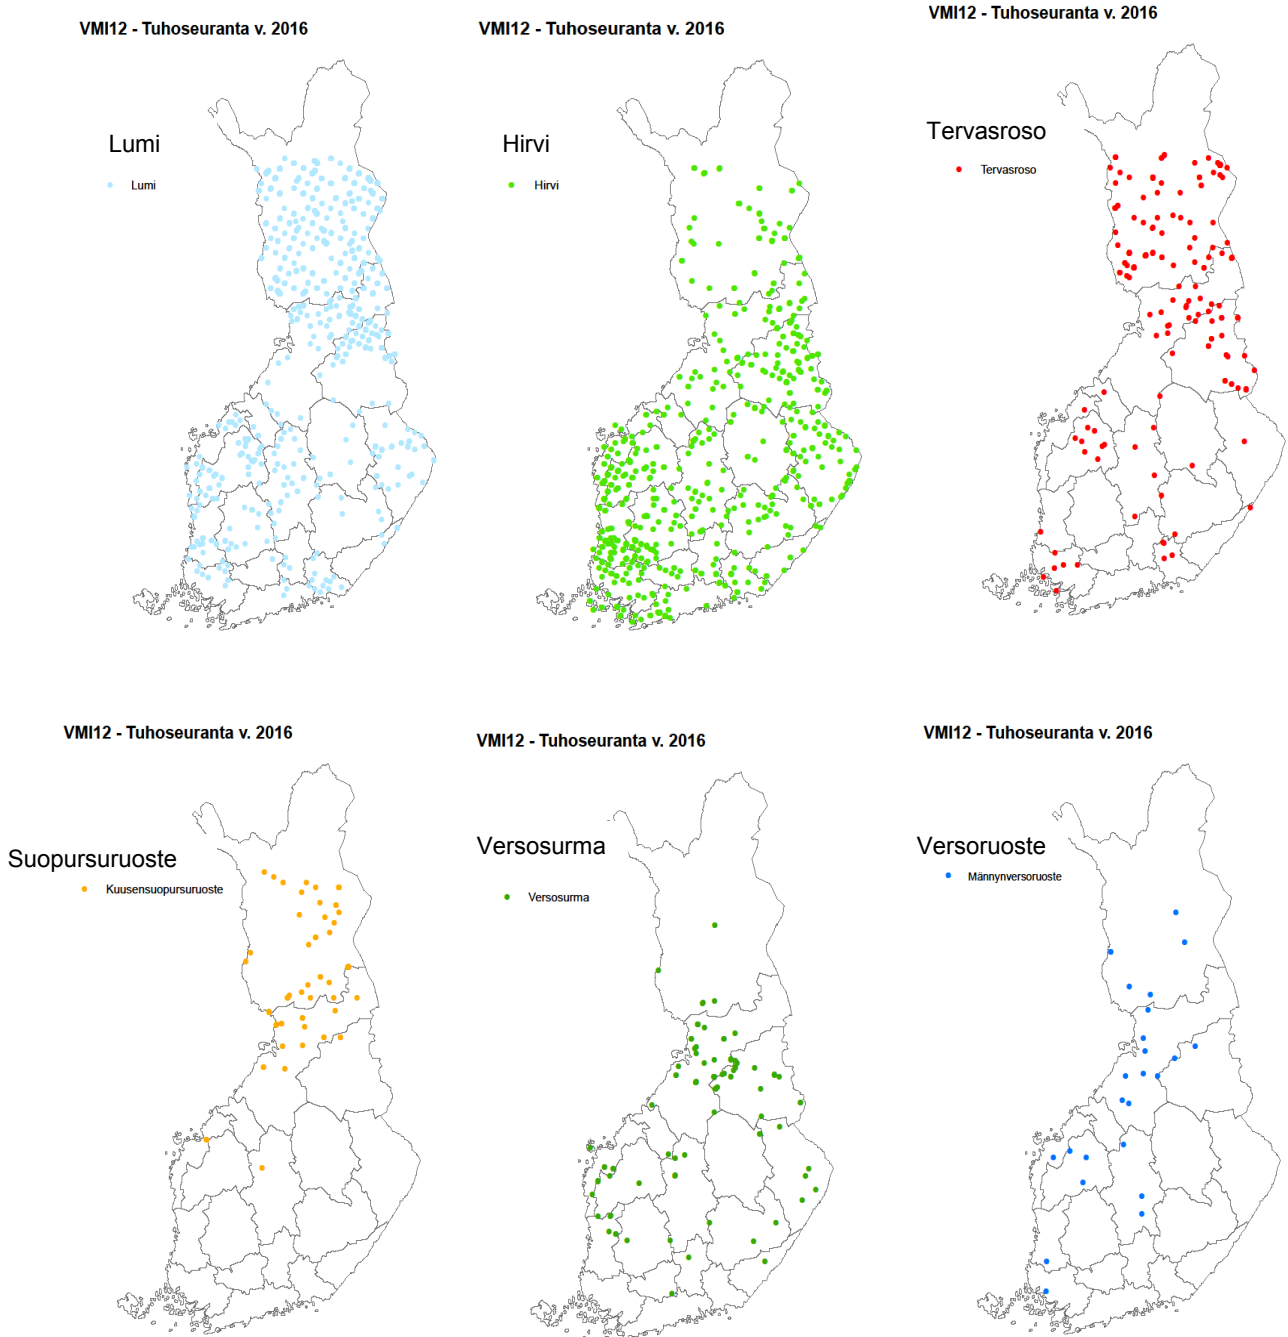 VMI12 - Tuhoseuranta v. 2016
Lumi
Lumi
VMI12 - Tuhoseuranta v. 2016
Hirvi
Hirvi
VMI12 - Tuhoseuranta v. 2016
Tervasroso
Tervasroso
VMI12 - Tuhoseuranta v. 2016
Suopursuruoste
Kuusensuopursuruoste
VMI12 - Tuhoseuranta v. 2016
Versosurma
Versosurma
VMI12 - Tuhoseuranta v. 2016
Versoruoste
Männynversoruoste